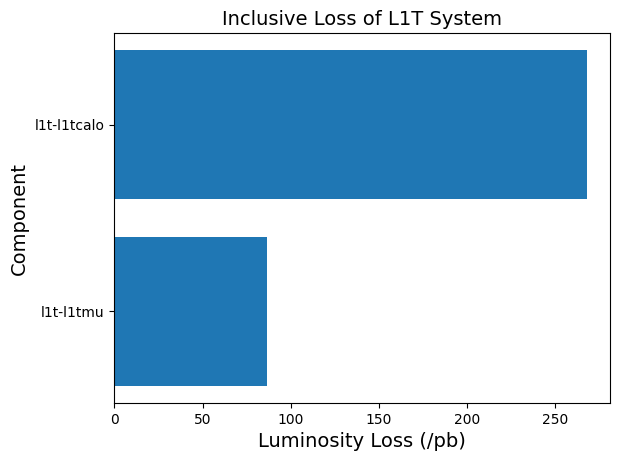 Inclusive Loss of L1T System
Component
l1t-l1tcalo
l1t-l1tmu
0 50 100 150 200 250
Luminosity Loss (/pb)